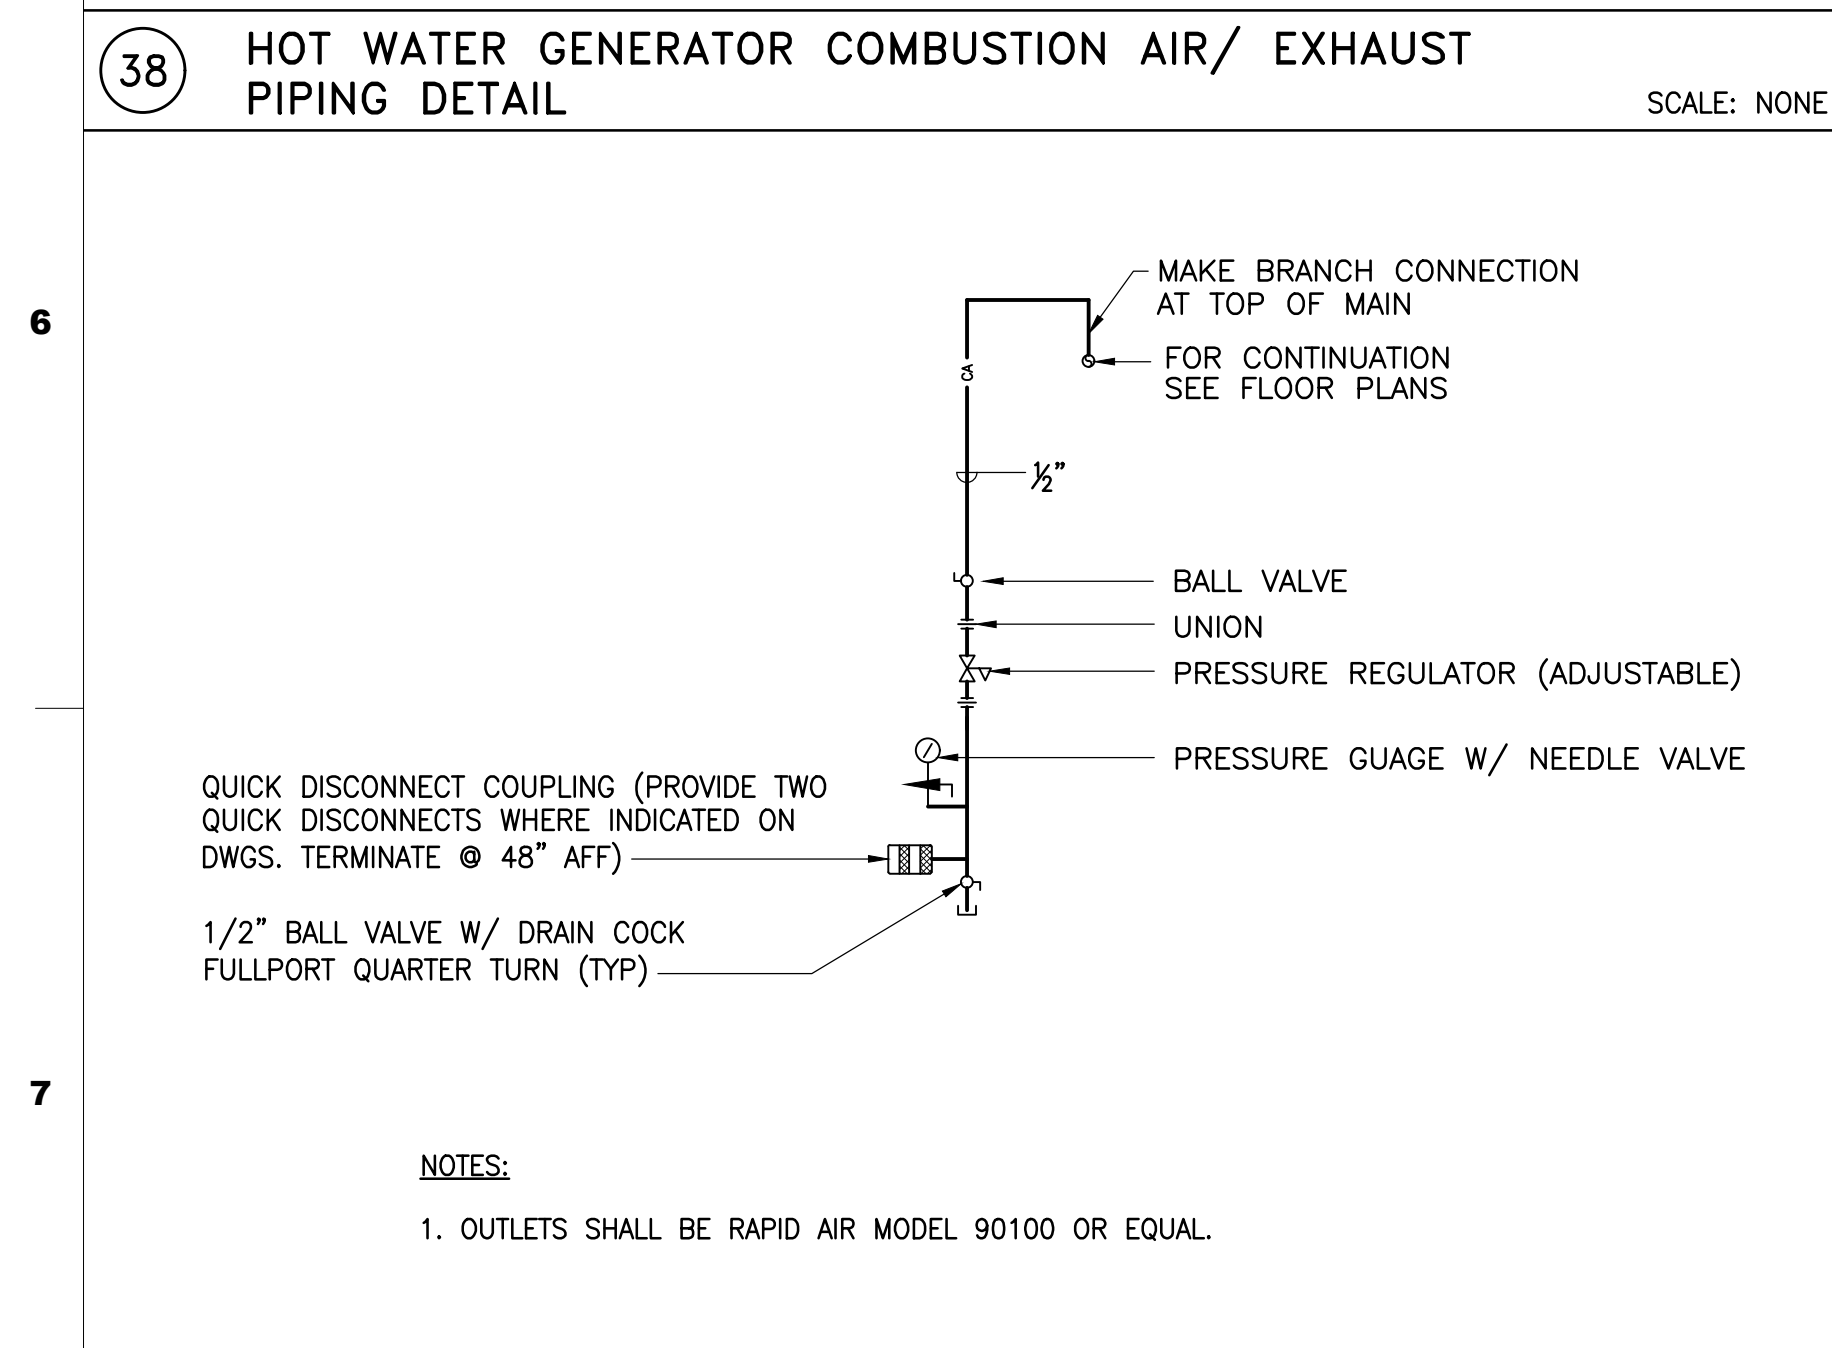 38
HOT WATER GENERATOR COMBUSTION AIR/ EXHAUST
PIPING DETAIL
SCALE: NONE
6
MAKE BRANCH CONNECTION
AT TOP OF MAIN
FOR CONTINUATION
SEE FLOOR PLANS
CA
½"
BALL VALVE
UNION
PRESSURE REGULATOR (ADJUSTABLE)
PRESSURE GUAGE W/ NEEDLE VALVE
QUICK DISCONNECT COUPLING (PROVIDE TWO
QUICK DISCONNECTS WHERE INDICATED ON
DWGS. TERMINATE @ 48" AFF)
1/2" BALL VALVE W/ DRAIN COCK
FULLPORT QUARTER TURN (TYP)
7
NOTES:
1. OUTLETS SHALL BE RAPID AIR MODEL 90100 OR EQUAL.